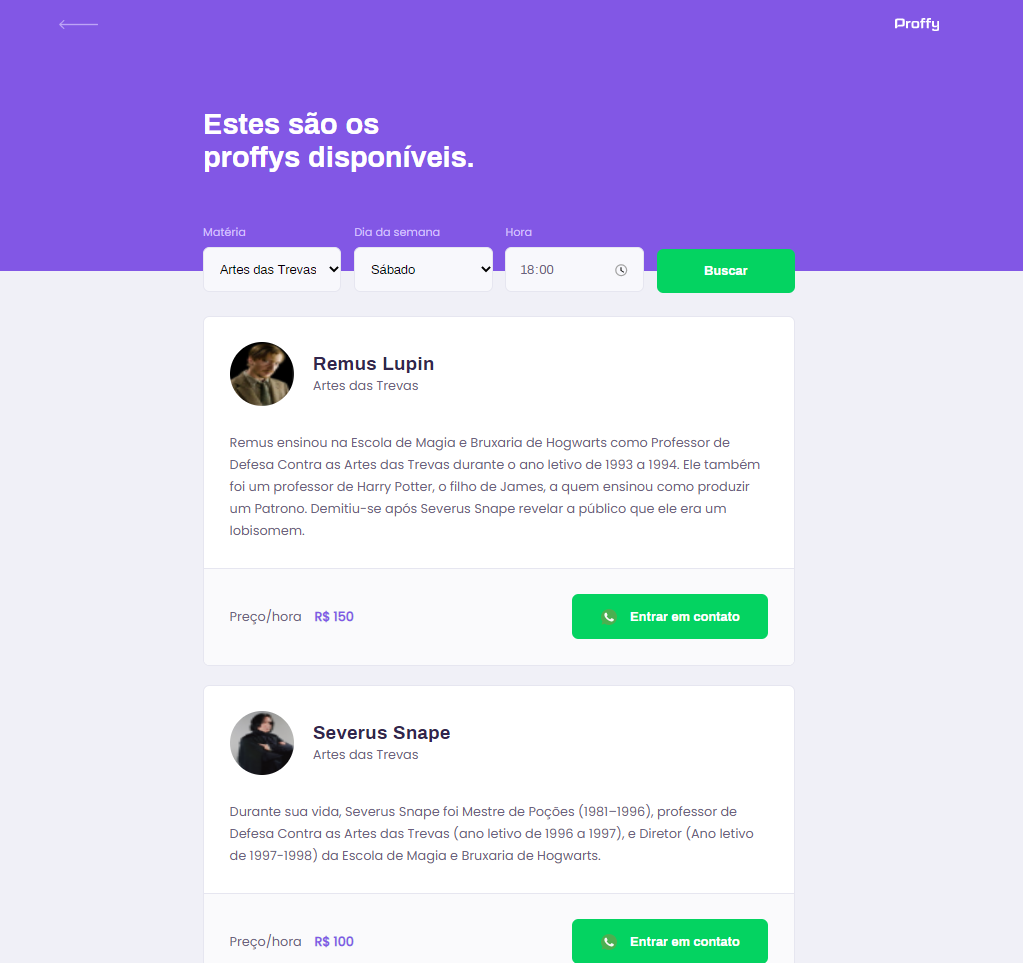 Proffy
Estes são os
proffys disponíveis.
Matéria
Dia da semana
Hora
Artes das Trevas
Sábado
18:00
Buscar
Remus Lupin
Artes das Trevas
Remus ensinou na Escola de Magia e Bruxaria de Hogwarts como Professor de
Defesa Contra as Artes das Trevas durante o ano letivo de 1993 a 1994. Ele também
foi um professor de Harry Potter, o filho de James, a quem ensinou como produzir
um Patrono. Demitiu-se após Severus Snape revelar a público que ele era um
lobisomem.
Preço/hora R$ 150
Entrar em contato
Severus Snape
Artes das Trevas
Durante sua vida, Severus Snape foi Mestre de Poções (1981–1996), professor de
Defesa Contra as Artes das Trevas (ano letivo de 1996 a 1997), e Diretor (Ano letivo
de 1997-1998) da Escola de Magia e Bruxaria de Hogwarts.
Preço/hora R$ 100
Entrar em contato